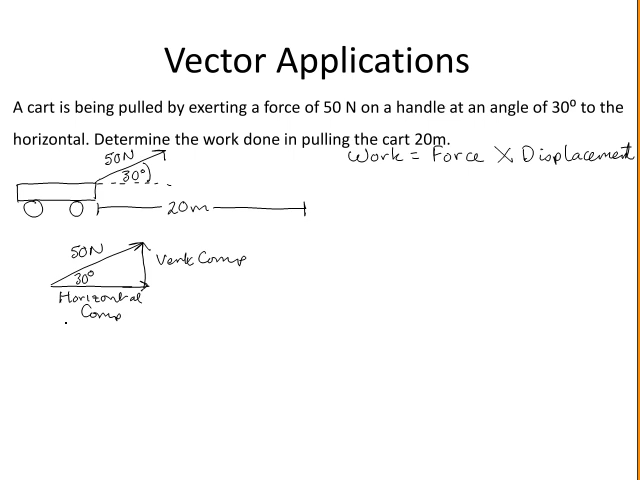 Vector Applications
A cart is being pulled by exerting a force of 50 N on a handle at an angle of 30⁰ to the
horizontal. Determine the work done in pulling the cart 20m.
Work = Force X Displacement
50N
30°
20m
50N
Vert Comp
30°
Horizontal
Comp